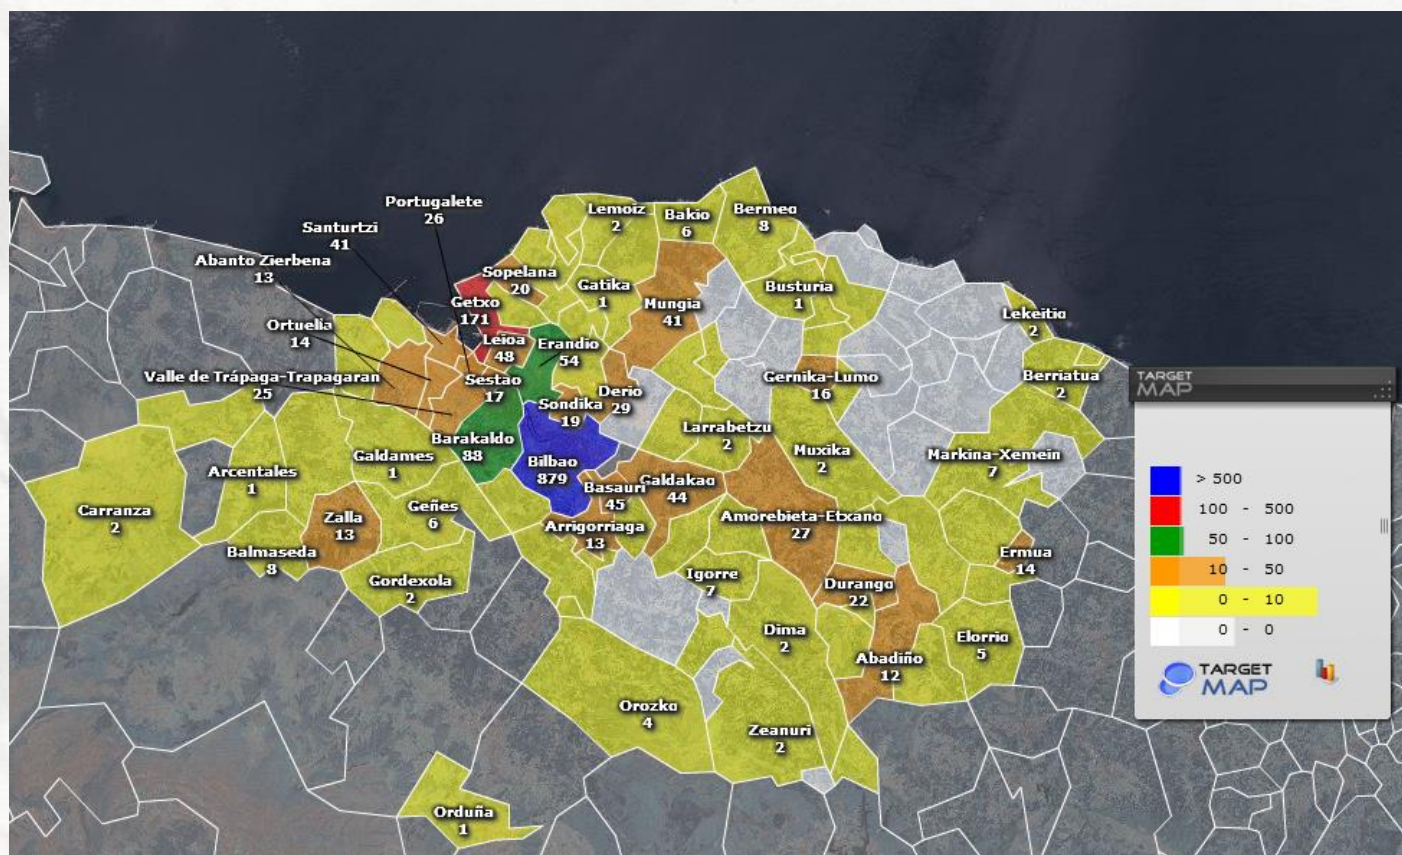 Portugalete
26
Santurtzi
41
Abanto Zierbena
13
Ortuella
14
Valle de Trápaga-Trapagaran
25
Lemoiz
2
Bakio
6
Bermeo
8
Sopelana
20
Gatika
1
Getxo
171
Mungia
41
Busturia
1
Leioa
48
Erandio
54
Lekeitio
2
Sestao
17
Sondika
19
Derio
29
Gernika-Lumo
16
Berriatua
2
Barakaldo
88
Bilbao
879
Larrabetzu
2
Muxika
2
Markina-Xemein
7
Galdames
1
Arcentales
1
Carranza
2
Geñes
6
Zalla
13
Balmaseda
8
Gordexola
2
Basauri
45
Galdakao
44
Arrigorriaga
13
Amorebieta-Etxano
27
Igorre
7
Durango
22
Ermua
14
Dima
2
Abadiño
12
Elorrio
5
Orozko
4
Zeanuri
2
Orduña
1
TARGET
MAP
> 500
100 - 500
50 - 100
10 - 50
0 - 10
0 - 0
TARGET
MAP